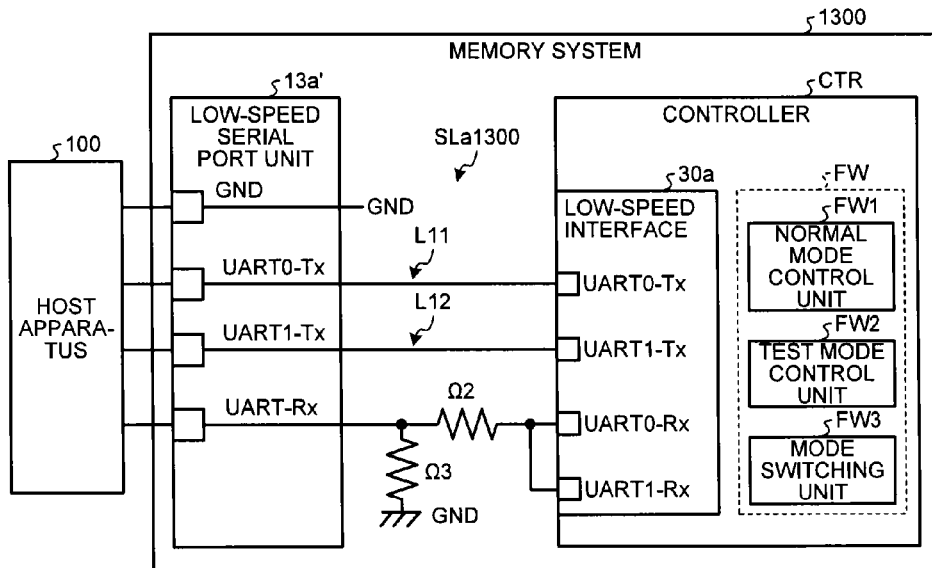 1300
MEMORY SYSTEM
13a'
LOW-SPEED
SERIAL
PORT UNIT
CTR
CONTROLLER
100
HOST
APPARA-
TUS
SLa1300
30a
LOW-SPEED
INTERFACE
FW
FW1
NORMAL
MODE
CONTROL
UNIT
FW2
TEST MODE
CONTROL
UNIT
FW3
MODE
SWITCHING
UNIT
GND
GND
L11
UART0-Tx
UART0-Tx
L12
UART1-Tx
UART1-Tx
UART-Rx
Ω2
UART0-Rx
Ω3
UART1-Rx
GND